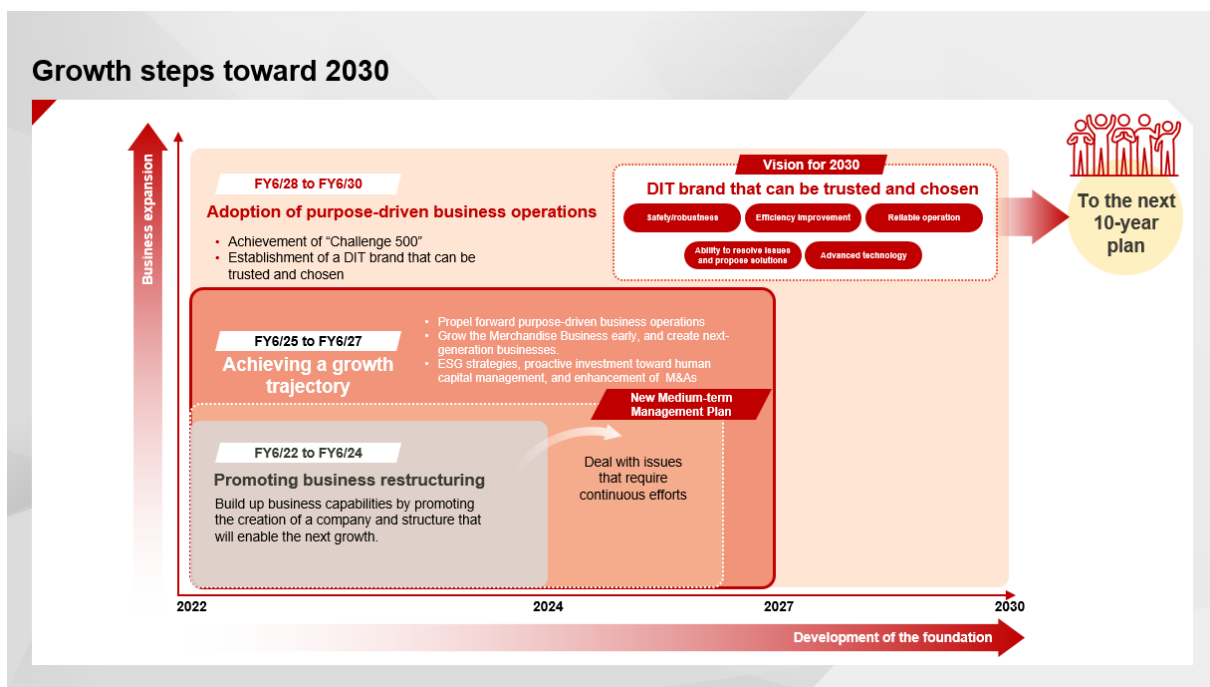 Growth steps toward 2030
Business expansion
FY6/28 to FY6/30
Adoption of purpose-driven business operations
• Achievement of “Challenge 500”
• Establishment of a DIT brand that can be
trusted and chosen
Vision for 2030
DIT brand that can be trusted and chosen
Safety/robustness
Efficiency improvement
Reliable operation
Ability to resolve issues
and propose solutions
Advanced technology
To the next
10-year
plan
FY6/25 to FY6/27
Achieving a growth
trajectory
• Propel forward purpose-driven business operations
• Grow the Merchandise Business early, and create next-
generation businesses.
• ESG strategies, proactive investment toward human
capital management, and enhancement of M&As
New Medium-term
Management Plan
FY6/22 to FY6/24
Promoting business restructuring
Build up business capabilities by promoting
the creation of a company and structure that
will enable the next growth.
Deal with issues
that require
continuous efforts
2022
2024
2027
2030
Development of the foundation